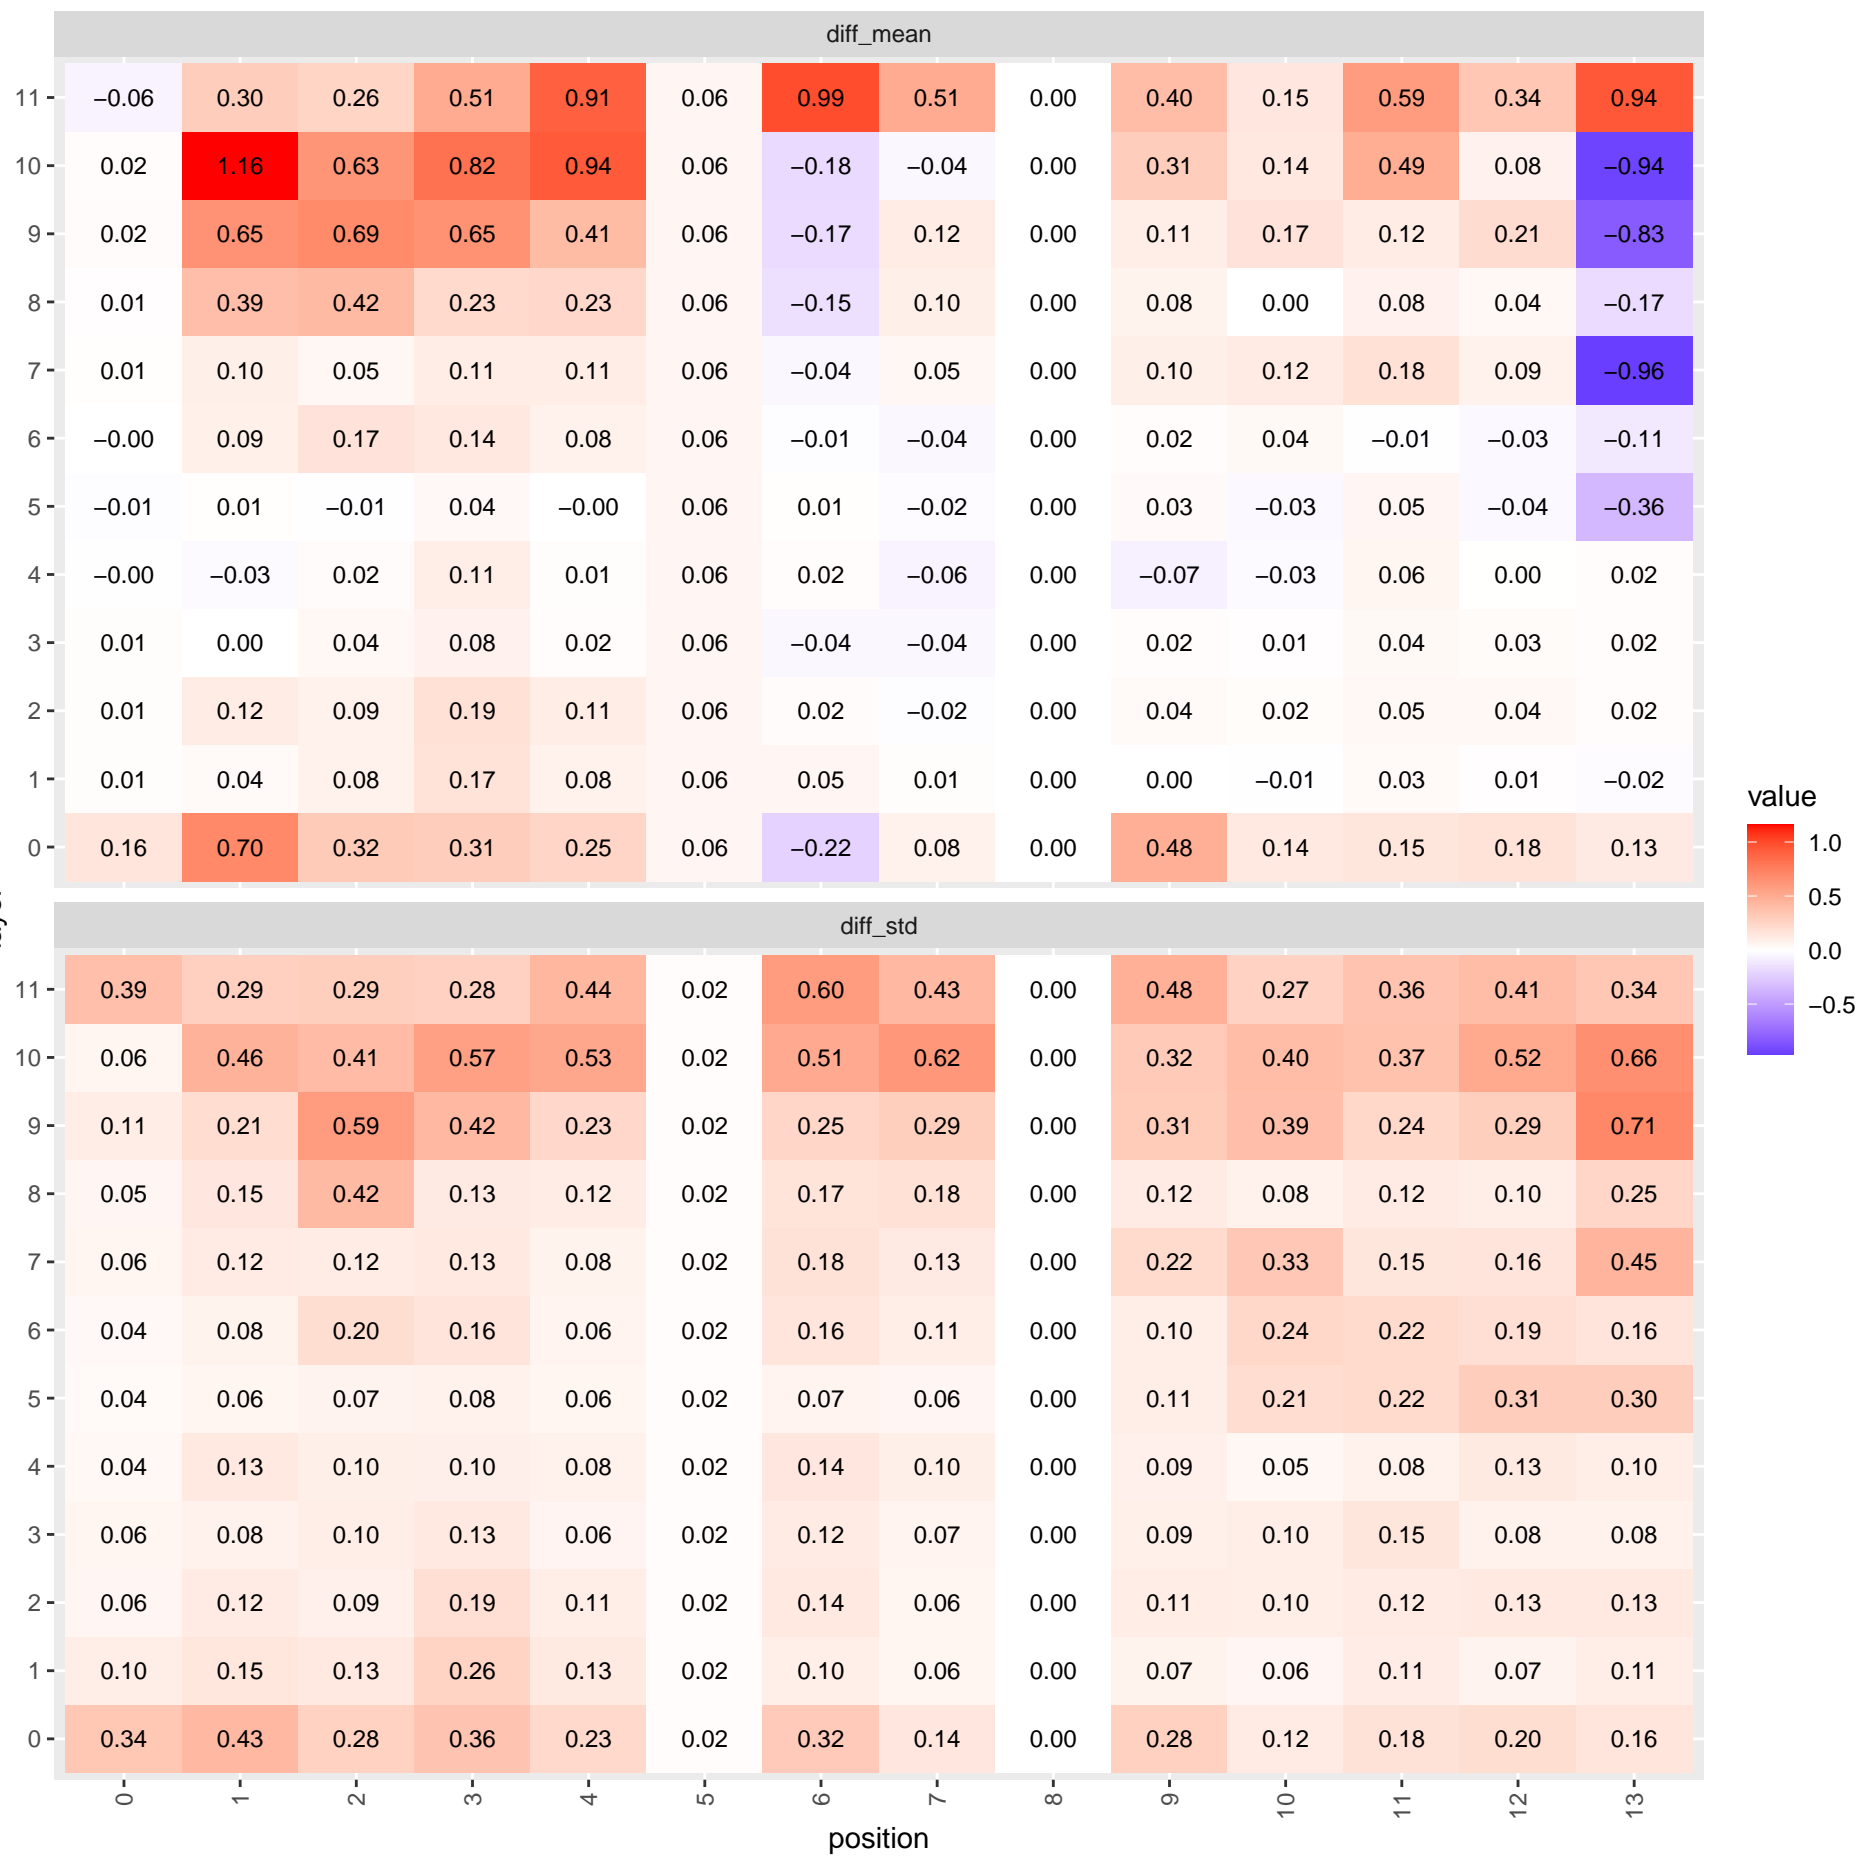 diff_mean
11 −0.06 0.30 0.26 0.51 0.91 0.06 0.99 0.51 0.00 0.40 0.15 0.59 0.34 0.94
10 0.02 1.16 0.63 0.82 0.94 0.06 −0.18 −0.04 0.00 0.31 0.14 0.49 0.08 −0.94
9 0.02 0.65 0.69 0.65 0.41 0.06 −0.17 0.12 0.00 0.11 0.17 0.12 0.21 −0.83
8 0.01 0.39 0.42 0.23 0.23 0.06 −0.15 0.10 0.00 0.08 0.00 0.08 0.04 −0.17
7 0.01 0.10 0.05 0.11 0.11 0.06 −0.04 0.05 0.00 0.10 0.12 0.18 0.09 −0.96
6 −0.00 0.09 0.17 0.14 0.08 0.06 −0.01 −0.04 0.00 0.02 0.04 −0.01 −0.03 −0.11
5 −0.01 0.01 −0.01 0.04 −0.00 0.06 0.01 −0.02 0.00 0.03 −0.03 0.05 −0.04 −0.36
4 −0.00 −0.03 0.02 0.11 0.01 0.06 0.02 −0.06 0.00 −0.07 −0.03 0.06 0.00 0.02
3 0.01 0.00 0.04 0.08 0.02 0.06 −0.04 −0.04 0.00 0.02 0.01 0.04 0.03 0.02
2 0.01 0.12 0.09 0.19 0.11 0.06 0.02 −0.02 0.00 0.04 0.02 0.05 0.04 0.02
1 0.01 0.04 0.08 0.17 0.08 0.06 0.05 0.01 0.00 0.00 −0.01 0.03 0.01 −0.02
0 0.16 0.70 0.32 0.31 0.25 0.06 −0.22 0.08 0.00 0.48 0.14 0.15 0.18 0.13
diff_std
11 0.39 0.29 0.29 0.28 0.44 0.02 0.60 0.43 0.00 0.48 0.27 0.36 0.41 0.34
10 0.06 0.46 0.41 0.57 0.53 0.02 0.51 0.62 0.00 0.32 0.40 0.37 0.52 0.66
9 0.11 0.21 0.59 0.42 0.23 0.02 0.25 0.29 0.00 0.31 0.39 0.24 0.29 0.71
8 0.05 0.15 0.42 0.13 0.12 0.02 0.17 0.18 0.00 0.12 0.08 0.12 0.10 0.25
7 0.06 0.12 0.12 0.13 0.08 0.02 0.18 0.13 0.00 0.22 0.33 0.15 0.16 0.45
6 0.04 0.08 0.20 0.16 0.06 0.02 0.16 0.11 0.00 0.10 0.24 0.22 0.19 0.16
5 0.04 0.06 0.07 0.08 0.06 0.02 0.07 0.06 0.00 0.11 0.21 0.22 0.31 0.30
4 0.04 0.13 0.10 0.10 0.08 0.02 0.14 0.10 0.00 0.09 0.05 0.08 0.13 0.10
3 0.06 0.08 0.10 0.13 0.06 0.02 0.12 0.07 0.00 0.09 0.10 0.15 0.08 0.08
2 0.06 0.12 0.09 0.19 0.11 0.02 0.14 0.06 0.00 0.11 0.10 0.12 0.13 0.13
1 0.10 0.15 0.13 0.26 0.13 0.02 0.10 0.06 0.00 0.07 0.06 0.11 0.07 0.11
0 0.34 0.43 0.28 0.36 0.23 0.02 0.32 0.14 0.00 0.28 0.12 0.18 0.20 0.16
0 1 2 3 4 5 6 7 8 9 10 11 12 13
position
value
1.0
0.5
0.0
−0.5